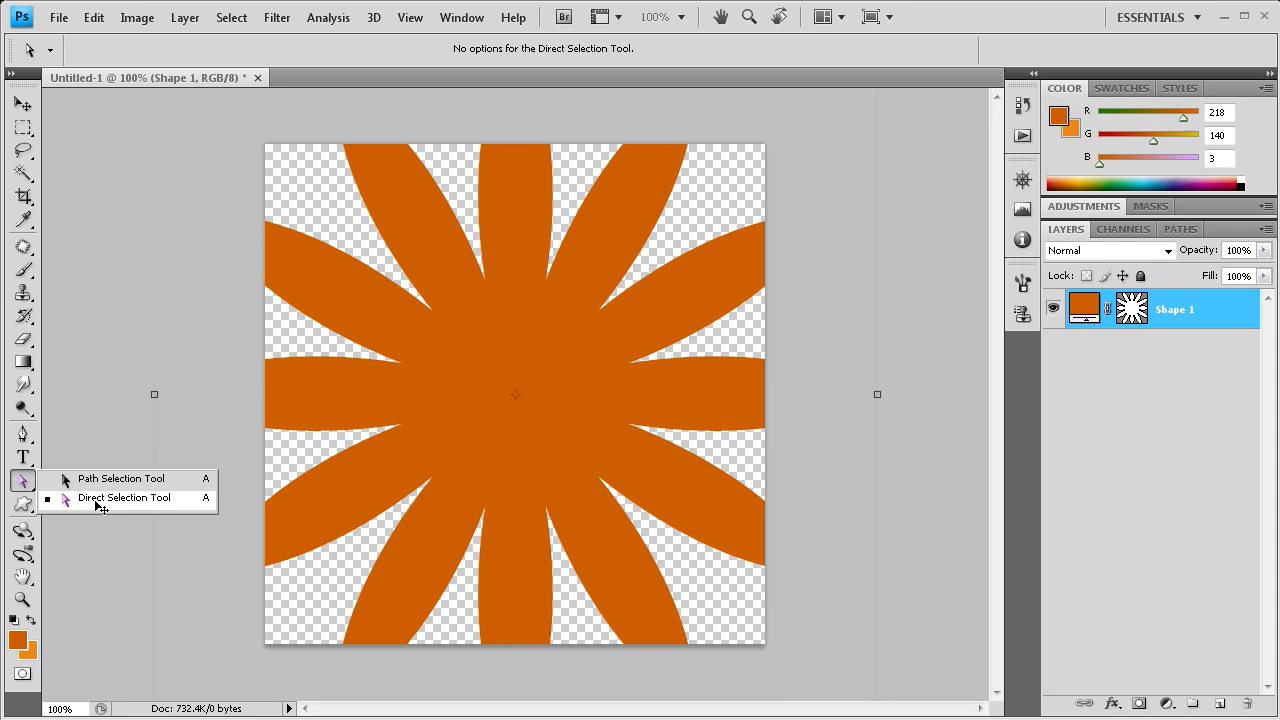 Ps File Edit Image Layer Select Filter Analysis 3D View Window Help Br 100% ESSENTIALS
No options for the Direct Selection Tool.
Untitled-1 @ 100% (Shape 1, RGB/8) *
COLOR SWATCHES STYLES
R 218
G 140
B 3
ADJUSTMENTS MASKS
LAYERS CHANNELS PATHS
Normal Opacity: 100%
Lock: Fill: 100%
Shape 1
T
Path Selection Tool A
Direct Selection Tool A
100% Doc: 732.4K/0 bytes
fx